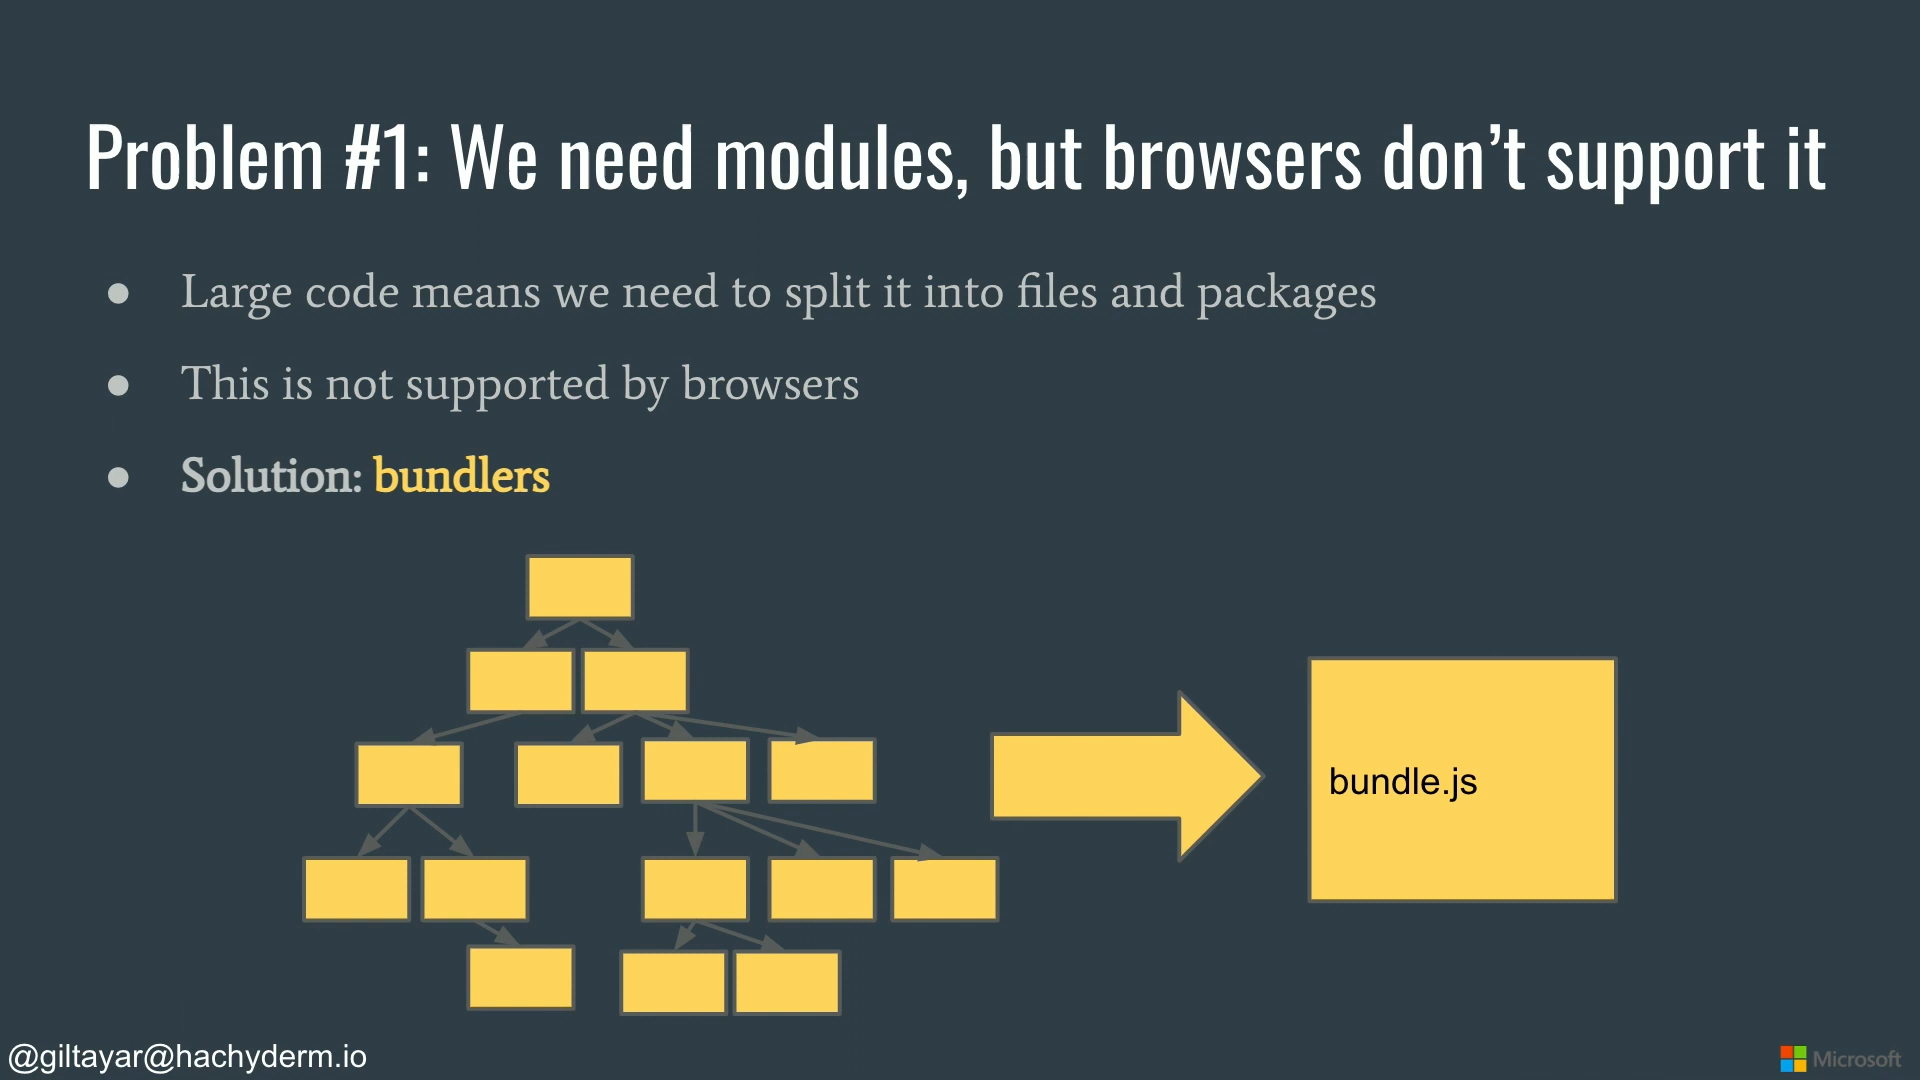 Problem #1: We need modules, but browsers don’t support it
● Large code means we need to split it into files and packages
● This is not supported by browsers
● Solution: bundlers
bundle.js
@giltayar@hachyderm.io
Microsoft